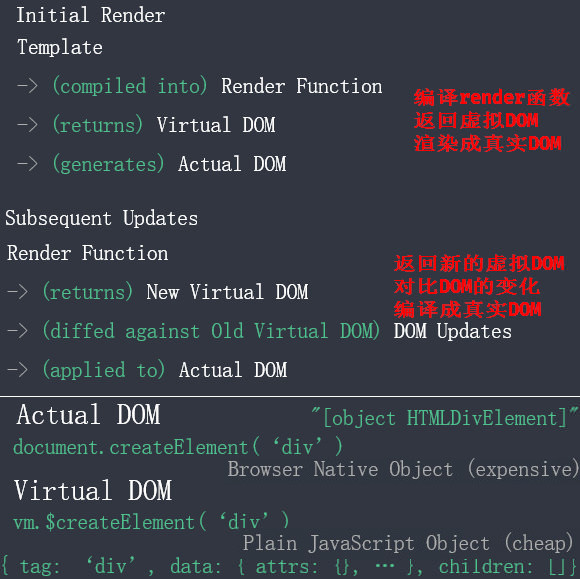 Initial Render
Template
-> (compiled into) Render Function
编译render函数
-> (returns) Virtual DOM
返回虚拟DOM
渲染成真实DOM
-> (generates) Actual DOM
Subsequent Updates
Render Function
返回新的虚拟DOM
-> (returns) New Virtual DOM
对比DOM的变化
编译成真实DOM
-> (diffed against Old Virtual DOM) DOM Updates
-> (applied to) Actual DOM
Actual DOM
"[object HTMLDivElement]"
document.createElement( ‘div’ )
Browser Native Object (expensive)
Virtual DOM
vm.$createElement( ‘div’ )
Plain JavaScript Object (cheap)
{ tag: ‘div’, data: { attrs: {}, … }, children: []}